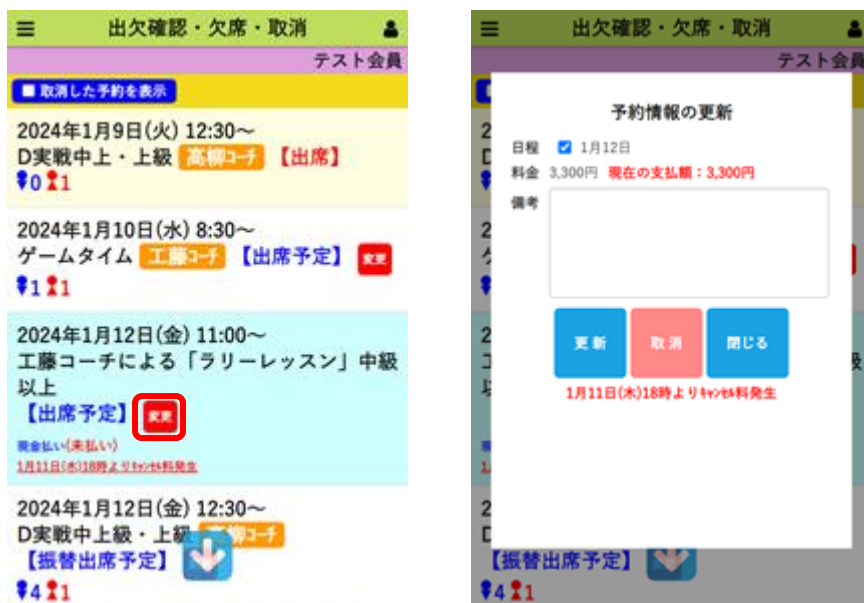 出欠確認・欠席・取消
テスト会員
■ 取消した予約を表示
2024年1月9日(火) 12:30～
D実戦中上・上級 高柳ｺｰﾁ 【出席】
0 1
2024年1月10日(水) 8:30～
ゲームタイム 工藤ｺｰﾁ 【出席予定】 変更
1 1
2024年1月12日(金) 11:00～
工藤コーチによる「ラリーレッスン」中級
以上
【出席予定】 変更
現金払い(未払い)
1月11日(木)18時よりｷｬﾝｾﾙ料発生
2024年1月12日(金) 12:30～
D実戦中上級・上級 高柳ｺｰﾁ
【振替出席予定】
4 1
出欠確認・欠席・取消
テスト会員
予約情報の更新
日程 1月12日
料金 3,300円 現在の支払額：3,300円
備考
更新 取消 閉じる
1月11日(木)18時よりｷｬﾝｾﾙ料発生
【振替出席予定】
4 1